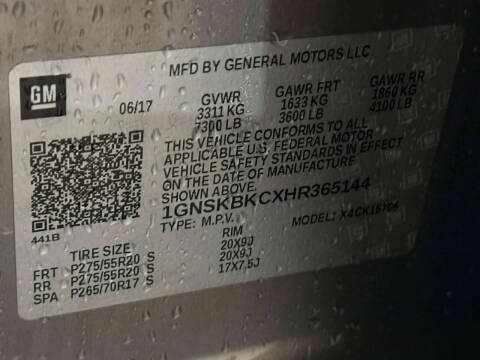 MFD BY GENERAL MOTORS LLC
GM
06/17 GVWR GAWR FRT GAWR RR
3311 KG 1633 KG 1860 KG
7300 LB 3600 LB 4100 LB
THIS VEHICLE CONFORMS TO ALL
APPLICABLE U.S. FEDERAL MOTOR
VEHICLE SAFETY STANDARDS IN EFFECT
ON THE DATE OF MANUFACTURE
SHOWN ABOVE.
1GNSKBKCXHR365144
TYPE: M.P.V. MODEL:
441B
TIRE SIZE RIM
FRT P275/55R20 S 20X9J
RR P275/55R20 S 20X9J
SPA P265/70R17 S 17X7.5J